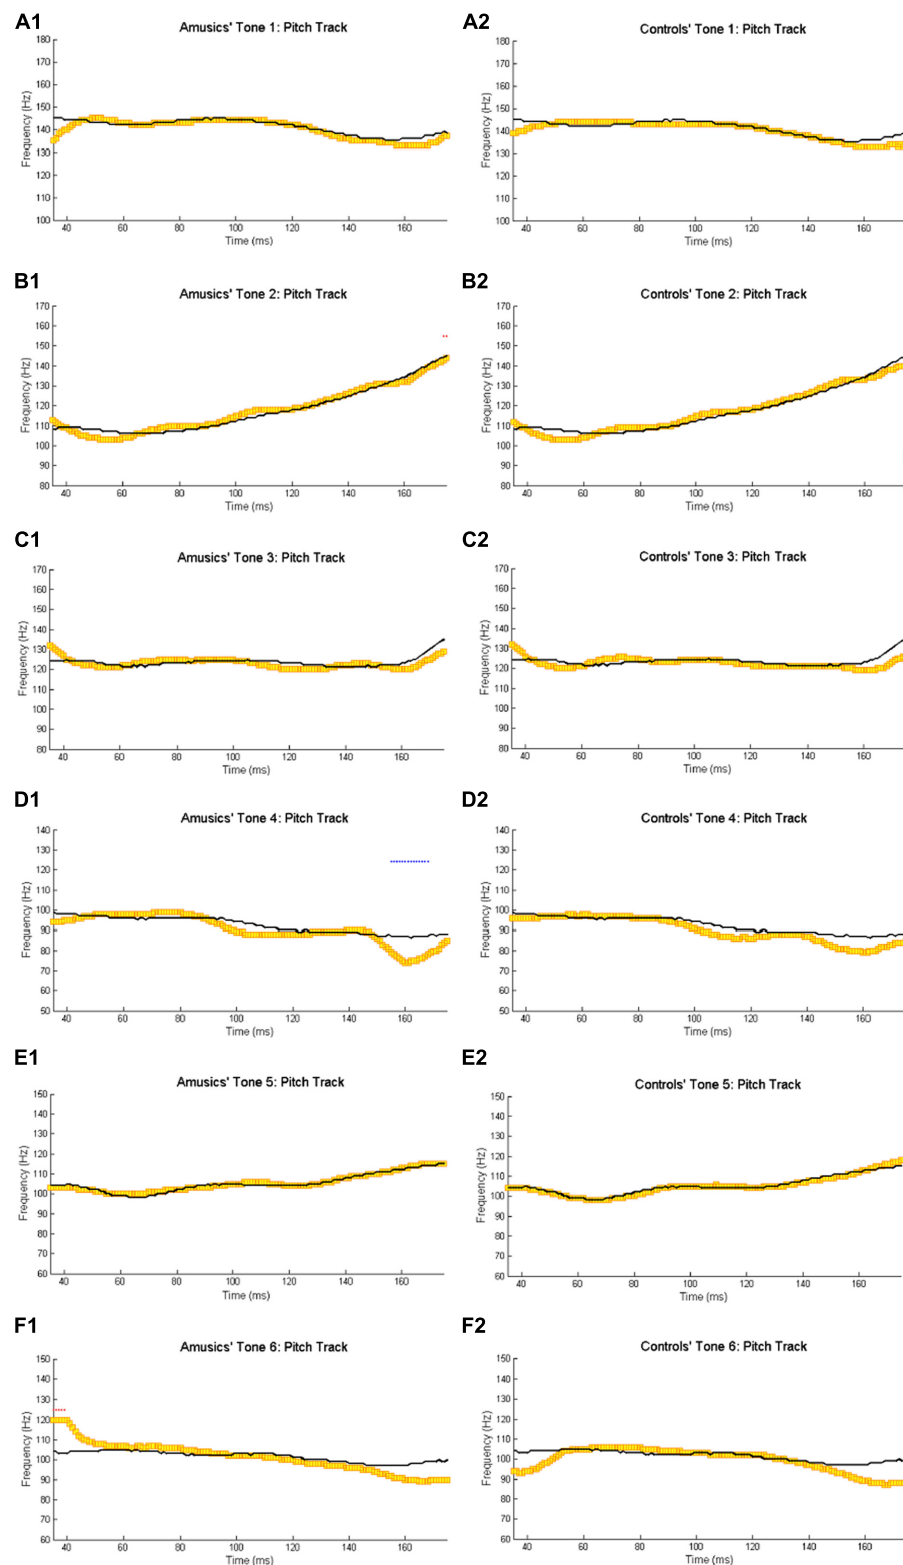 A1
Amusics' Tone 1: Pitch Track
180
170
160
150
140
130
120
110
100
Frequency (Hz)
40 60 80 100 120 140 160
Time (ms)
A2
Controls' Tone 1: Pitch Track
180
170
160
150
140
130
120
110
100
Frequency (Hz)
40 60 80 100 120 140 160
Time (ms)
B1
Amusics' Tone 2: Pitch Track
170
160
150
140
130
120
110
100
90
80
Frequency (Hz)
40 60 80 100 120 140 160
Time (ms)
B2
Controls' Tone 2: Pitch Track
170
160
150
140
130
120
110
100
90
80
Frequency (Hz)
40 60 80 100 120 140 160
Time (ms)
C1
Amusics' Tone 3: Pitch Track
170
160
150
140
130
120
110
100
90
80
Frequency (Hz)
40 60 80 100 120 140 160
Time (ms)
C2
Controls' Tone 3: Pitch Track
170
160
150
140
130
120
110
100
90
80
Frequency (Hz)
40 60 80 100 120 140 160
Time (ms)
D1
Amusics' Tone 4: Pitch Track
140
130
120
110
100
90
80
70
60
50
Frequency (Hz)
40 60 80 100 120 140 160
Time (ms)
D2
Controls' Tone 4: Pitch Track
140
130
120
110
100
90
80
70
60
50
Frequency (Hz)
40 60 80 100 120 140 160
Time (ms)
E1
Amusics' Tone 5: Pitch Track
150
140
130
120
110
100
90
80
70
60
Frequency (Hz)
40 60 80 100 120 140 160
Time (ms)
E2
Controls' Tone 5: Pitch Track
150
140
130
120
110
100
90
80
70
60
Frequency (Hz)
40 60 80 100 120 140 160
Time (ms)
F1
Amusics' Tone 6: Pitch Track
150
140
130
120
110
100
90
80
70
60
Frequency (Hz)
40 60 80 100 120 140 160
Time (ms)
F2
Controls' Tone 6: Pitch Track
150
140
130
120
110
100
90
80
70
60
Frequency (Hz)
40 60 80 100 120 140 160
Time (ms)